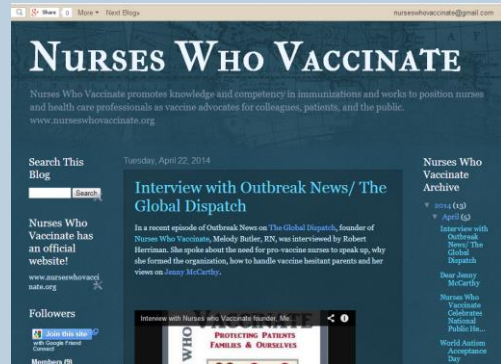 Share 0 More Next Blog»
nurseswhovaccinate@gmail.com
NURSES WHO VACCINATE
Nurses Who Vaccinate promotes knowledge and competency in immunizations and works to position nurses
and health care professionals as vaccine advocates for colleagues, patients, and the public.
www.nurseswhovaccinate.org
Search This
Blog
Search
Nurses Who
Vaccinate has
an official
website!
www.nurseswhovacci
nate.org
Followers
Join this site
with Google Friend
Connect
Members (9)
Tuesday, April 22, 2014
Interview with Outbreak News/ The
Global Dispatch
In a recent episode of Outbreak News on The Global Dispatch, founder of
Nurses Who Vaccinate, Melody Butler, RN, was interviewed by Robert
Herriman. She spoke about the need for pro-vaccine nurses to speak up, why
she formed the organization, how to handle vaccine hesitant parents and her
views on Jenny McCarthy.
Interview with Nurses who Vaccinate founder, Me...
WHO
PROTECTING PATIENTS
FAMILIES & OURSELVES
Nurses Who
Vaccinate
Archive
▼ 2014 (13)
▼ April (5)
Interview with
Outbreak
News/ The
Global
Dispatch
Dear Jenny
McCarthy
Nurses Who
Vaccinate
Celebrates
National
Public He...
World Autism
Acceptance
Day